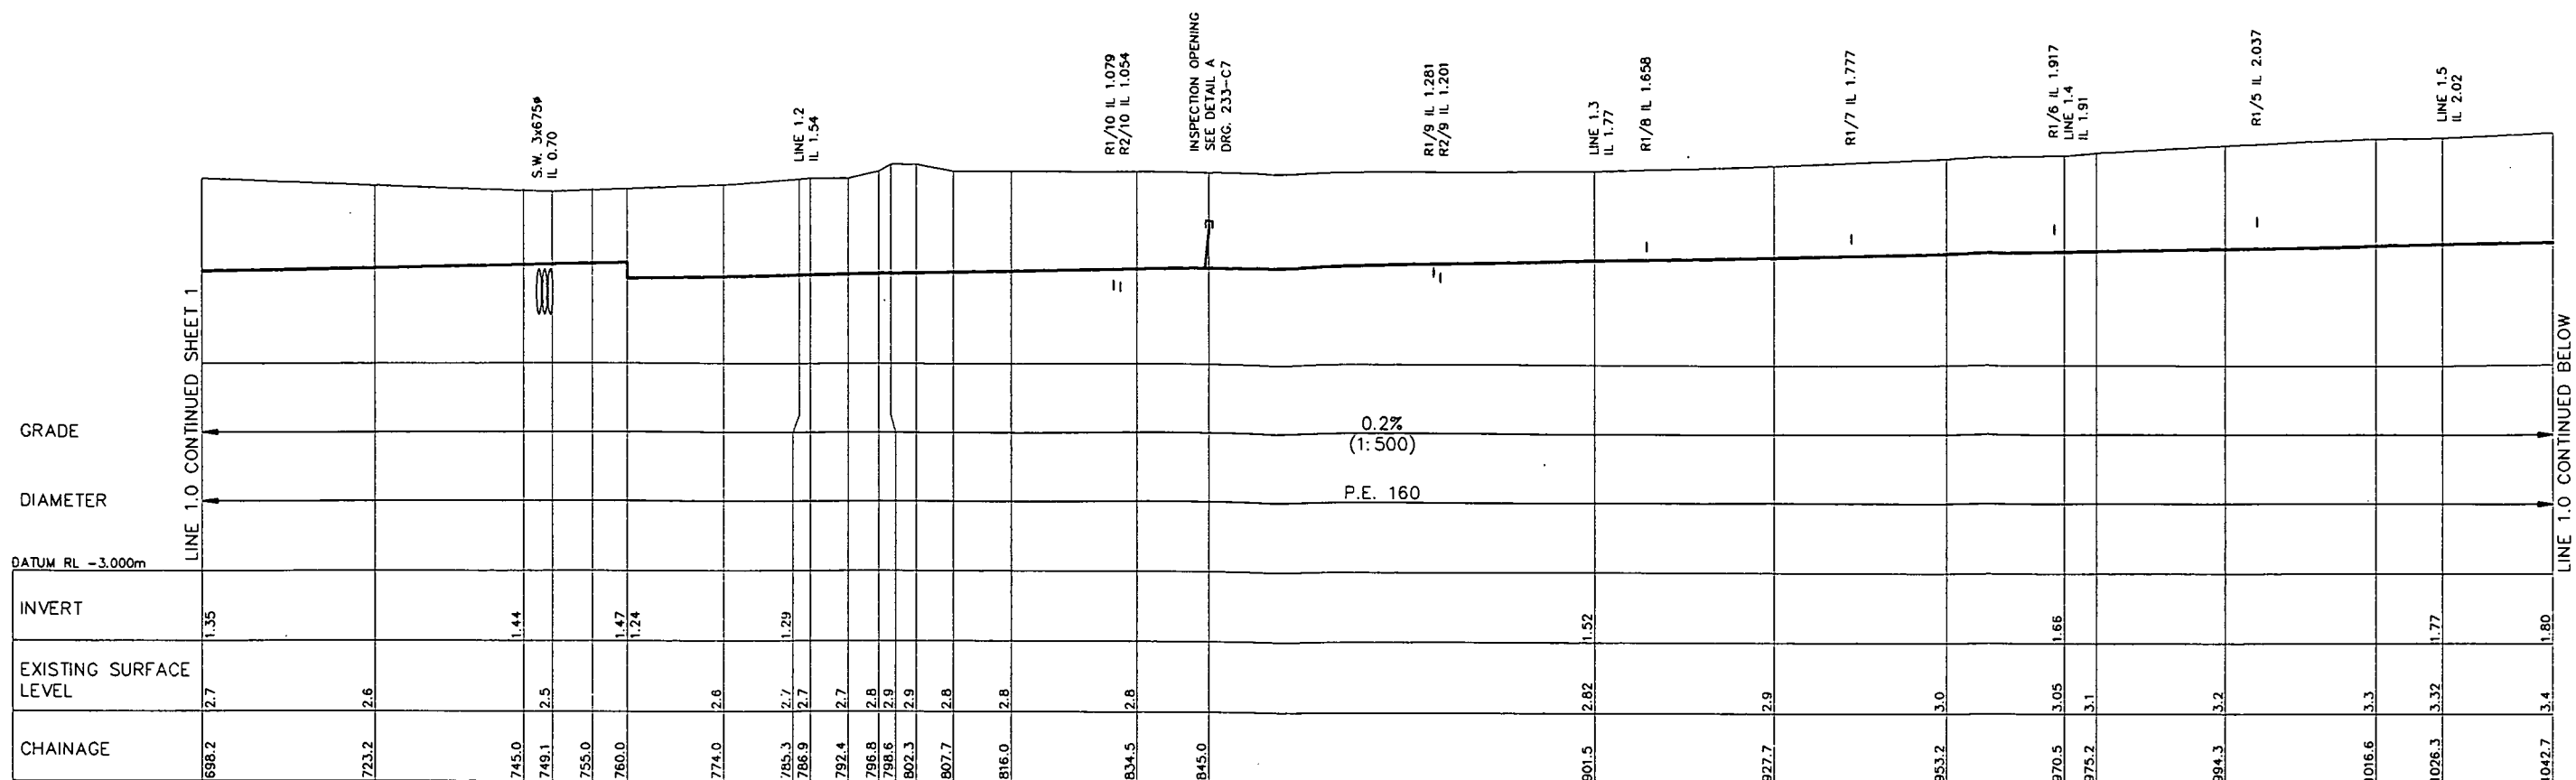 S.W. 3x675ø
IL 0.70
LINE 1.2
IL 1.54
R1/10 IL 1.079
R2/10 IL 1.054
INSPECTION OPENING
SEE DETAIL A
DRG. 233-C7
R1/9 IL 1.281
R2/9 IL 1.201
LINE 1.3
IL 1.77
R1/8 IL 1.658
R1/7 IL 1.777
R1/6 IL 1.917
LINE 1.4
IL 1.91
R1/5 IL 2.037
LINE 1.5
IL 2.02
LINE 1.0 CONTINUED SHEET 1
LINE 1.0 CONTINUED BELOW
GRADE
0.2%
(1:500)
DIAMETER
P.E. 160
DATUM RL -3.000m
INVERT
1.35 1.44 1.47 1.24 1.29 1.52 1.66 1.77 1.80
EXISTING SURFACE
LEVEL
2.7 2.6 2.5 2.6 2.7 2.7 2.7 2.8 2.9 2.9 2.8 2.8 2.8 2.82 2.9 3.0 3.05 3.1 3.2 3.3 3.32 3.4
CHAINAGE
698.2 723.2 745.0 749.1 755.0 760.0 774.0 785.3 786.9 792.4 796.8 798.6 802.3 807.7 816.0 834.5 845.0 901.5 927.7 953.2 970.5 975.2 994.3 1016.6 1026.3 1042.7